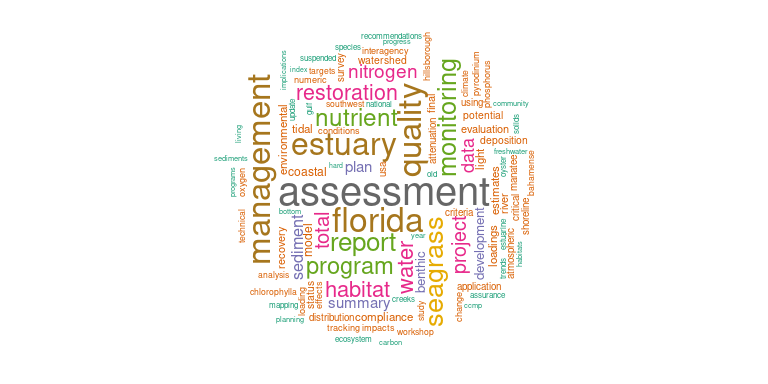 recommendations
progress
species
interagency
hillsborough
suspended
watershed
implications
index
targets
survey
nitrogen
climate
pyrodinium
phosphorus
numeric
restoration
management
update
gulf
southwest
national
quality
final
monitoring
using
community
environmental
nutrient
potential
solids
tidal
conditions
evaluation
living
estuary
attenuation
data
deposition
light
freshwater
sediments
coastal
hard
plan
usa
old
oyster
manatee
bahamense
programs
oxygen
assessment
estimates
critical
river
shoreline
bottom
florida
criteria
technical
total
seagrass
project
development
recovery
model
sediment
report
year
water
benthic
loadings
trends
estuarine
atmospheric
habitats
analysis
program
chlorophylla
loading
status
effects
habitat
application
assurance
mapping
summary
creeks
study
change
ccmp
planning
distribution
compliance
tracking
impacts
workshop
ecosystem
carbon